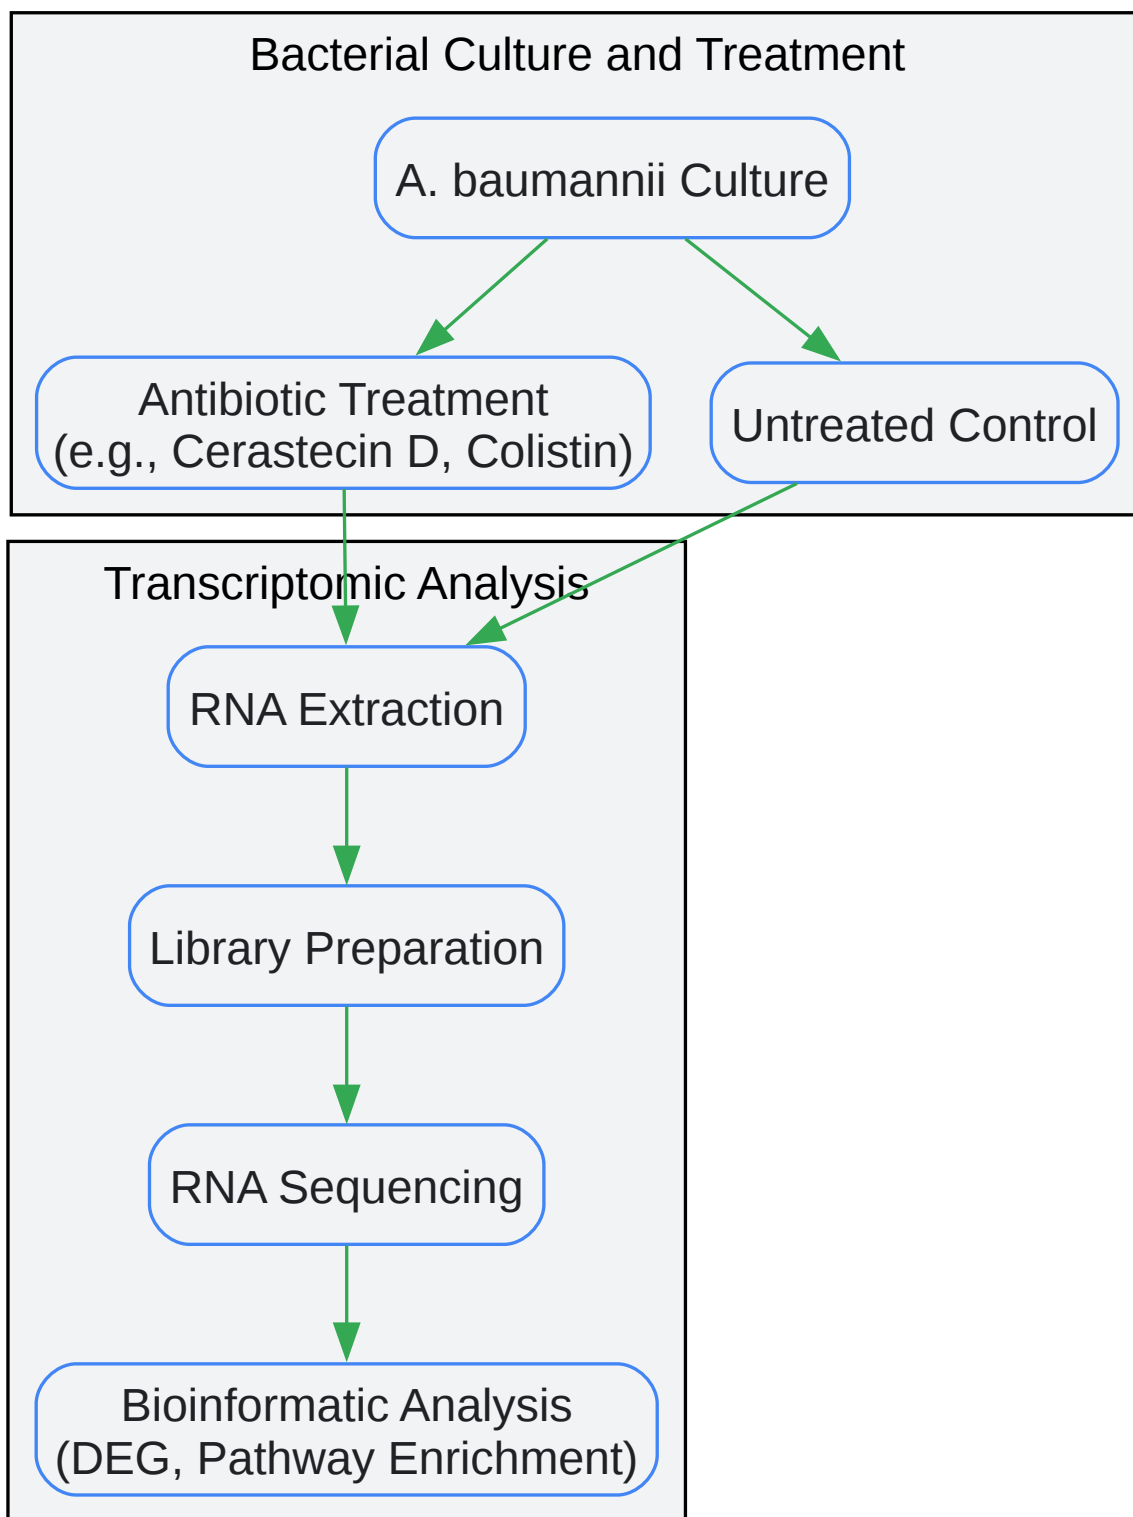 Bacterial Culture and Treatment
A. baumannii Culture
Antibiotic Treatment
(e.g., Cerastecin D, Colistin)
Untreated Control
Transcriptomic Analysis
RNA Extraction
Library Preparation
RNA Sequencing
Bioinformatic Analysis
(DEG, Pathway Enrichment)